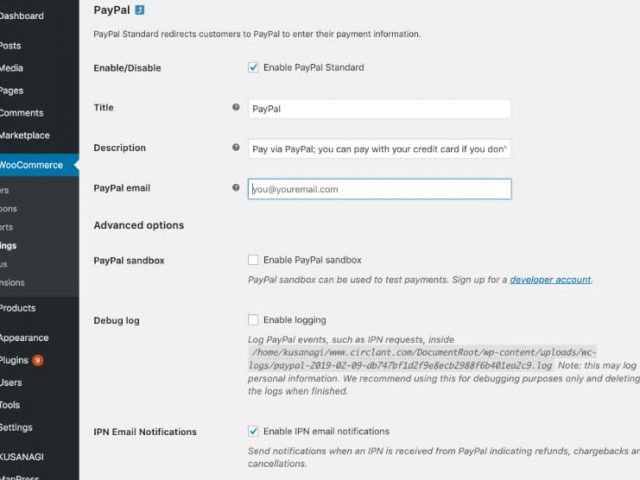 Dashboard
Posts
Media
Pages
Comments
Marketplace
WooCommerce
ers
pons
orts
ings
us
nsions
Products
Appearance
Plugins 9
Users
Tools
Settings
KUSANAGI
MapPress
PayPal
PayPal Standard redirects customers to PayPal to enter their payment information.
Enable/Disable
Enable PayPal Standard
Title
PayPal
Description
Pay via PayPal; you can pay with your credit card if you don'
PayPal email
you@youremail.com
Advanced options
PayPal sandbox
Enable PayPal sandbox
PayPal sandbox can be used to test payments. Sign up for a developer account.
Debug log
Enable logging
Log PayPal events, such as IPN requests, inside
/home/kusanagi/www.circlant.com/DocumentRoot/wp-content/uploads/wc-
logs/paypal-2019-02-09-db747bf1d2f9e8ecb2988f6b401ea2c9.log Note: this may log
personal information. We recommend using this for debugging purposes only and deleting
the logs when finished.
IPN Email Notifications
Enable IPN email notifications
Send notifications when an IPN is received from PayPal indicating refunds, chargebacks an
cancellations.